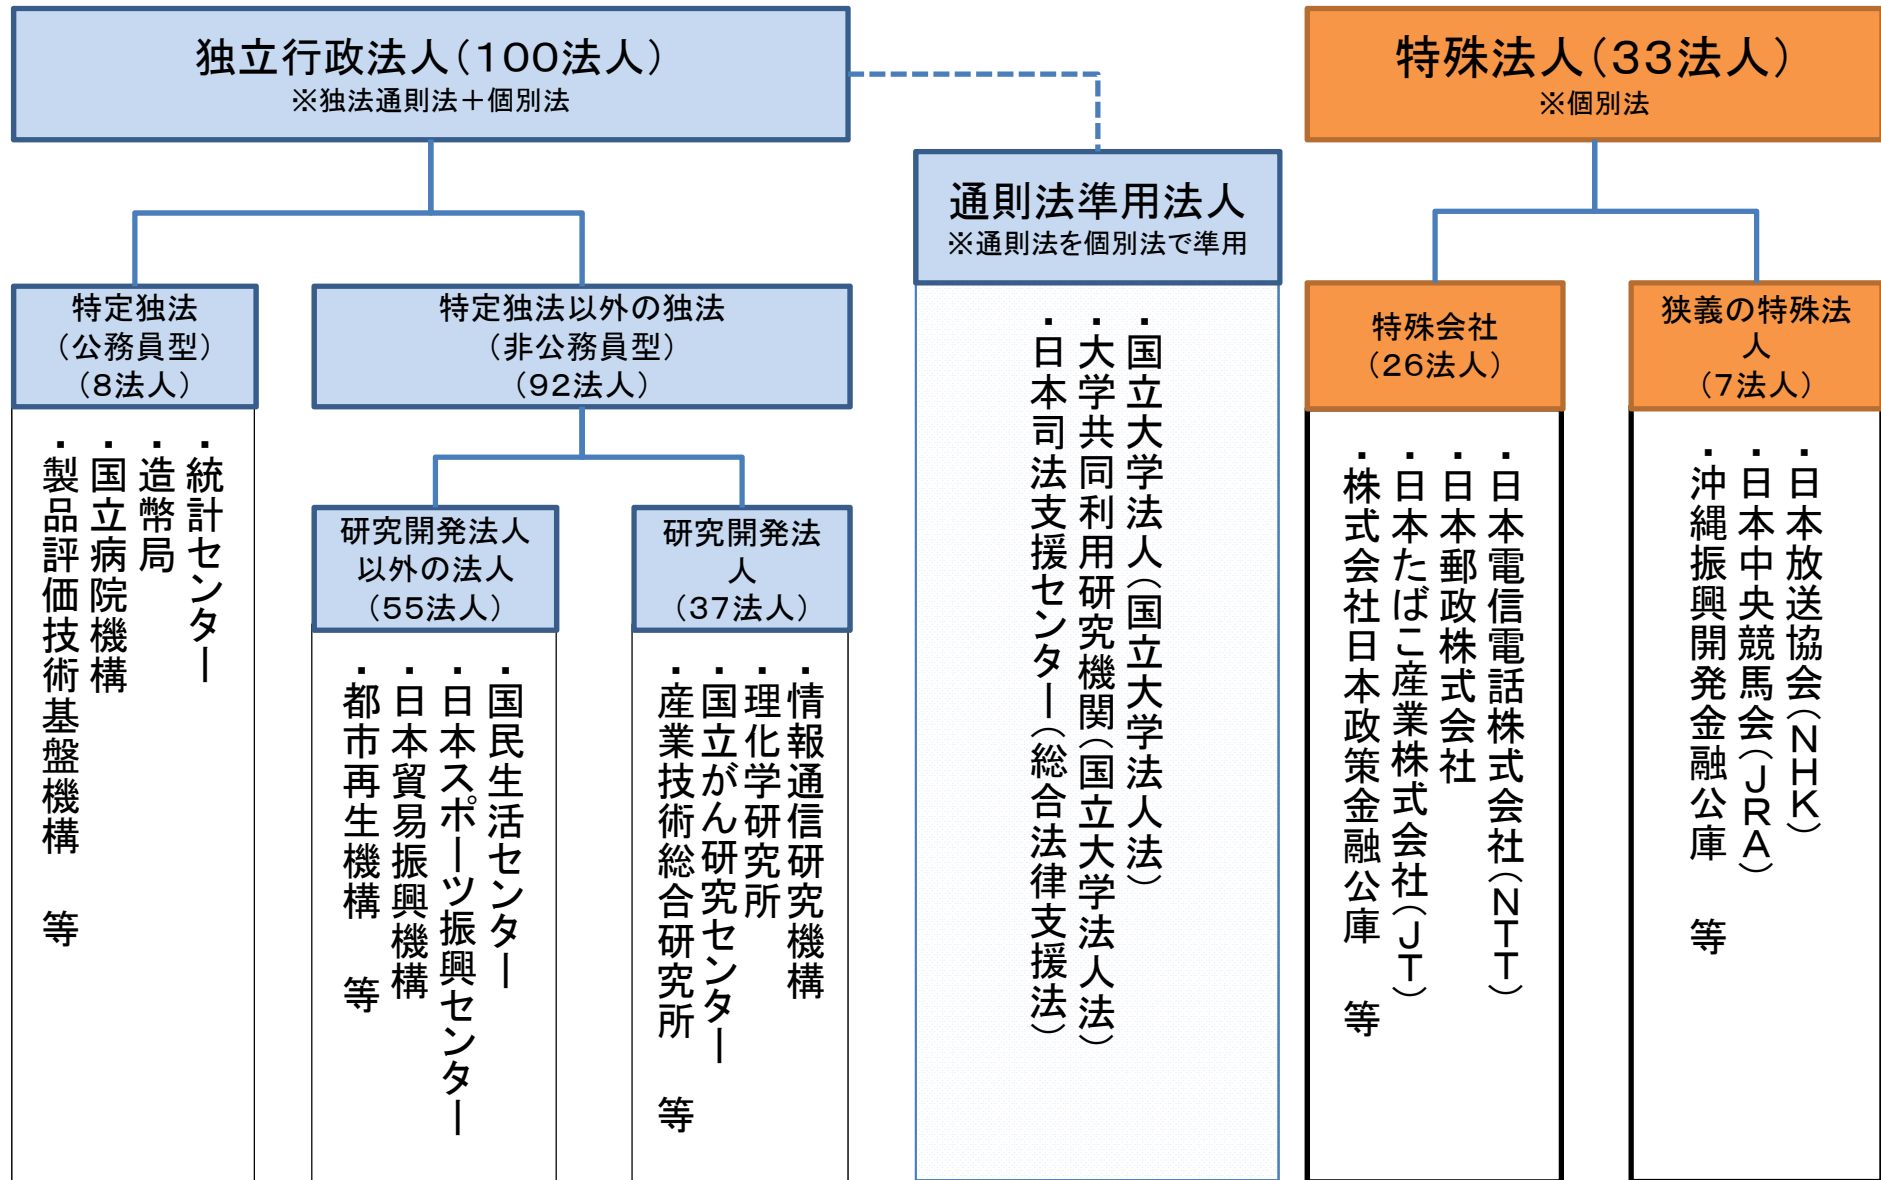 独立行政法人（１００法人）
※独法通則法＋個別法
特殊法人（３３法人）
※個別法
通則法準用法人
※通則法を個別法で準用
特定独法
（公務員型）
（８法人）
特定独法以外の独法
（非公務員型）
（９２法人）
特殊会社
（２６法人）
狭義の特殊法
人
（７法人）
研究開発法人
以外の法人
（５５法人）
研究開発法
人
（３７法人）
・統計センター
・造幣局
・国立病院機構
・製品評価技術基盤機構　等
・国民生活センター
・日本スポーツ振興センター
・日本貿易振興機構
・都市再生機構　等
・情報通信研究機構
・理化学研究所
・国立がん研究センター
・産業技術総合研究所　等
・国立大学法人（国立大学法人法）
・大学共同利用研究機関（国立大学法人法）
・日本司法支援センター（総合法律支援法）
・日本電信電話株式会社（ＮＴＴ）
・日本郵政株式会社
・日本たばこ産業株式会社（ＪＴ）
・株式会社日本政策金融公庫　等
・日本放送協会（ＮＨＫ）
・日本中央競馬会（ＪＲＡ）
・沖縄振興開発金融公庫　等